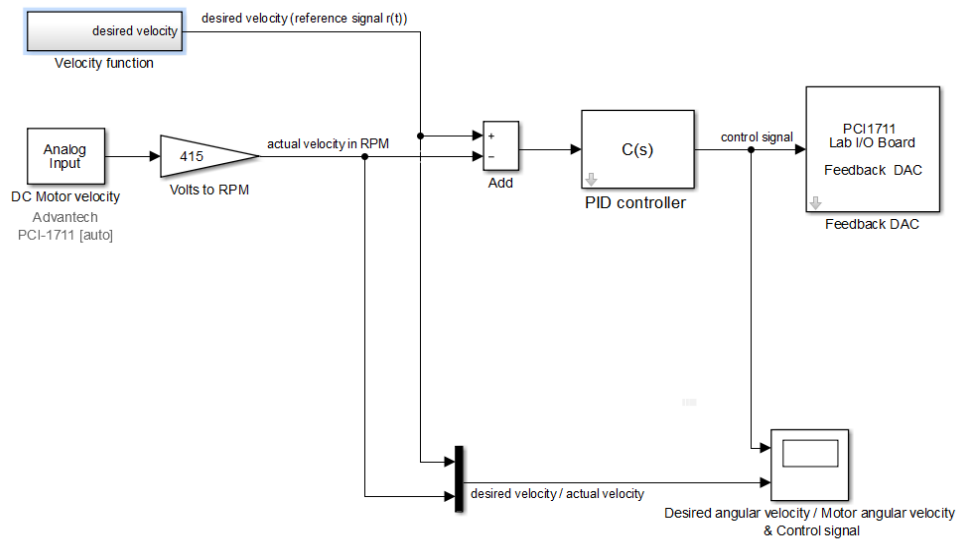 desired velocity (reference signal r(t))
desired velocity
Velocity function
Analog
Input
DC Motor velocity
Advantech
PCI-1711 [auto]
415
Volts to RPM
actual velocity in RPM
+
−
Add
C(s)
PID controller
control signal
PCI1711
Lab I/O Board
Feedback DAC
Feedback DAC
desired velocity / actual velocity
Desired angular velocity / Motor angular velocity
& Control signal